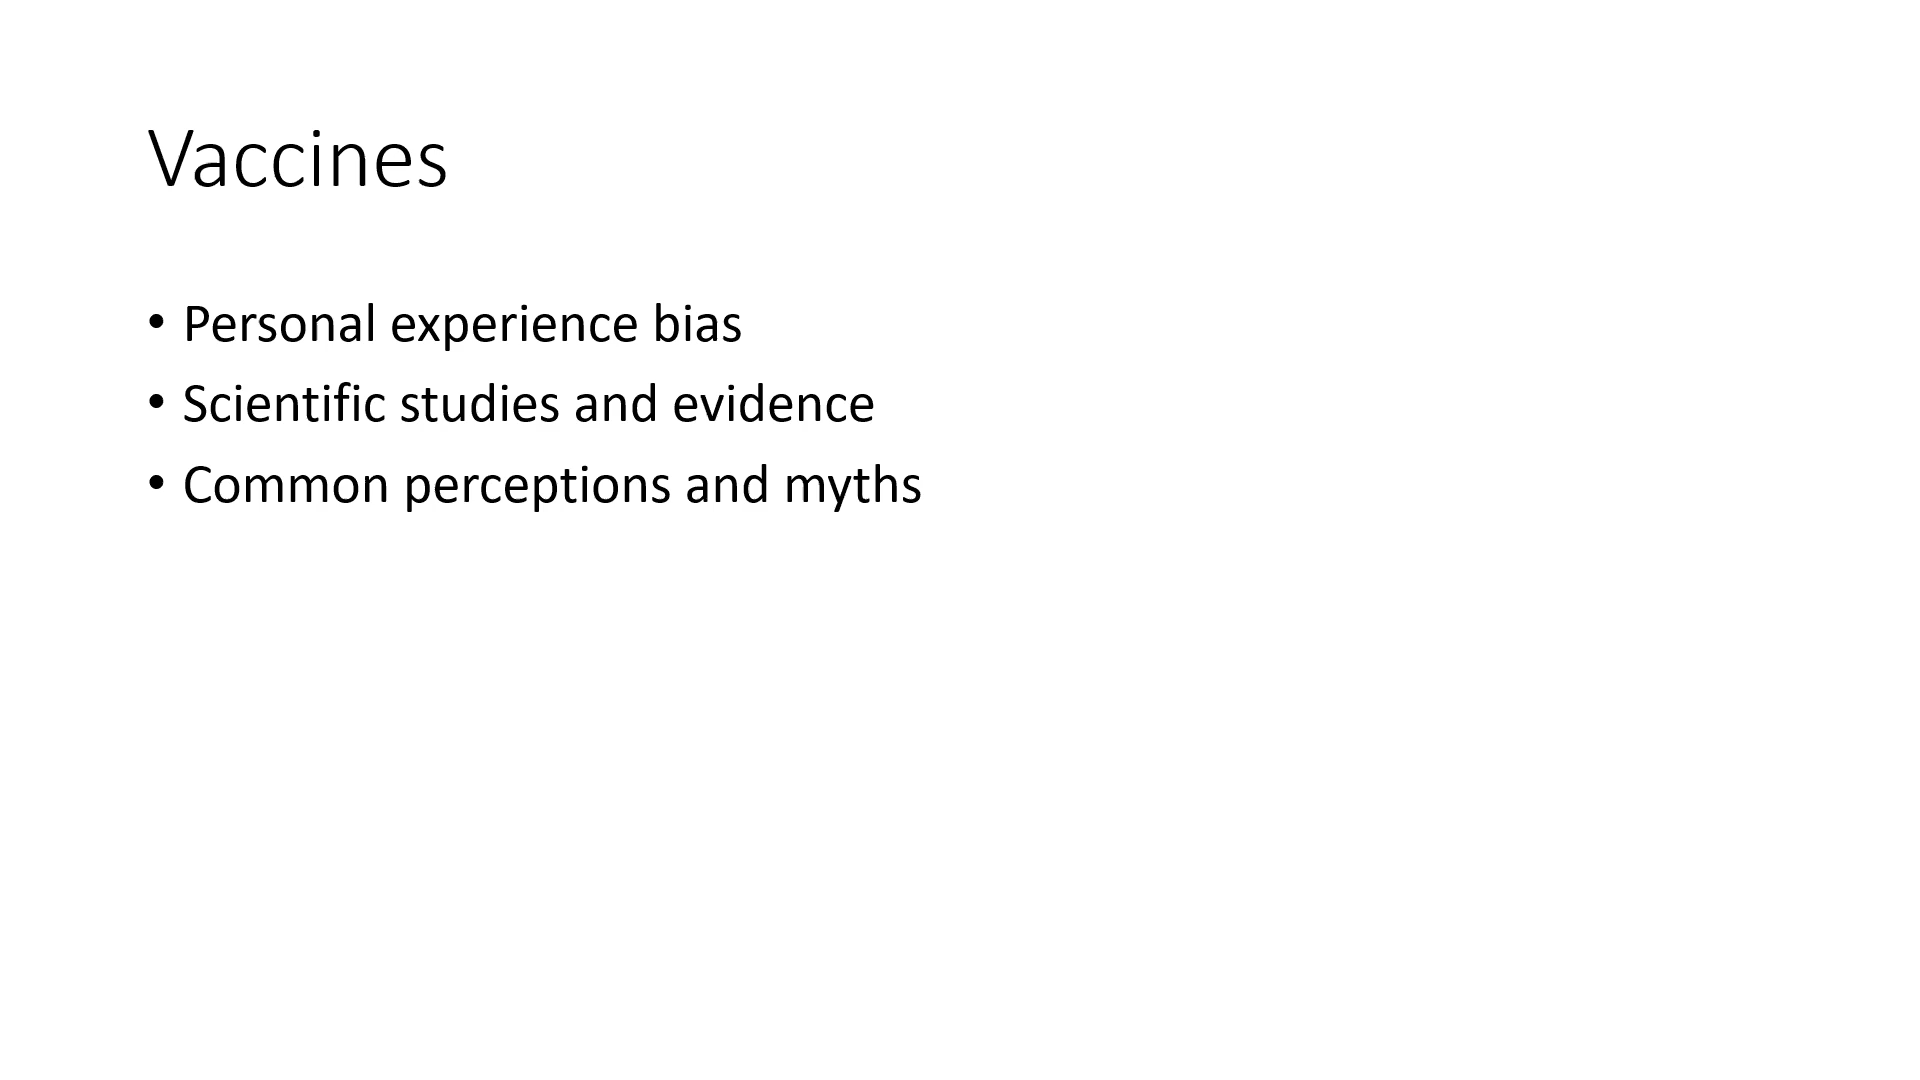 Vaccines
• Personal experience bias
• Scientific studies and evidence
• Common perceptions and myths